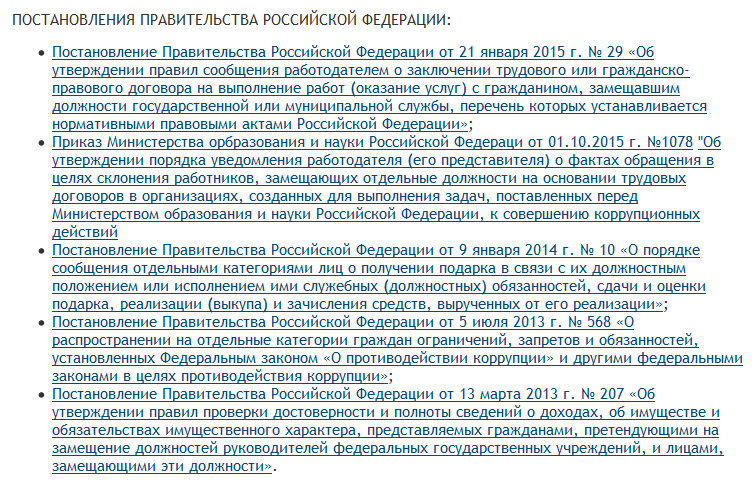 ПОСТАНОВЛЕНИЯ ПРАВИТЕЛЬСТВА РОССИЙСКОЙ ФЕДЕРАЦИИ:
• Постановление Правительства Российской Федерации от 21 января 2015 г. № 29 «Об
утверждении правил сообщения работодателем о заключении трудового или гражданско-
правового договора на выполнение работ (оказание услуг) с гражданином, замещавшим
должности государственной или муниципальной службы, перечень которых устанавливается
нормативными правовыми актами Российской Федерации»;
• Приказ Министерства орбразования и науки Российской Федераци от 01.10.2015 г. №1078 "Об
утверждении порядка уведомления работодателя (его представителя) о фактах обращения в
целях склонения работников, замещающих отдельные должности на основании трудовых
договоров в организациях, созданных для выполнения задач, поставленных перед
Министерством образования и науки Российской Федерации, к совершению коррупционных
действий
• Постановление Правительства Российской Федерации от 9 января 2014 г. № 10 «О порядке
сообщения отдельными категориями лиц о получении подарка в связи с их должностным
положением или исполнением ими служебных (должностных) обязанностей, сдачи и оценки
подарка, реализации (выкупа) и зачисления средств, вырученных от его реализации»;
• Постановление Правительства Российской Федерации от 5 июля 2013 г. № 568 «О
распространении на отдельные категории граждан ограничений, запретов и обязанностей,
установленных Федеральным законом «О противодействии коррупции» и другими федеральными
законами в целях противодействия коррупции»;
• Постановление Правительства Российской Федерации от 13 марта 2013 г. № 207 «Об
утверждении правил проверки достоверности и полноты сведений о доходах, об имуществе и
обязательствах имущественного характера, представляемых гражданами, претендующими на
замещение должностей руководителей федеральных государственных учреждений, и лицами,
замещающими эти должности».